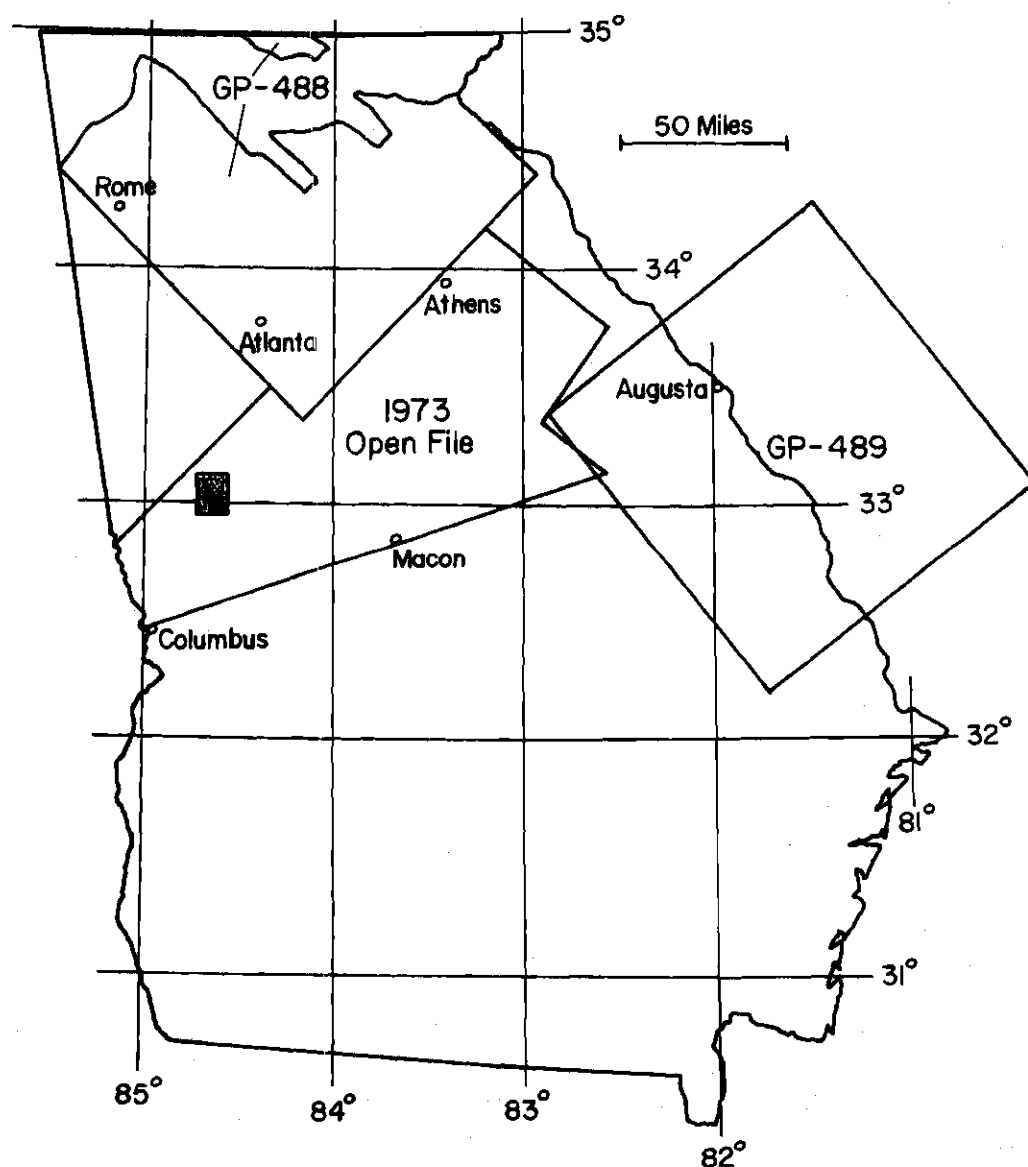 35°
GP-488
50 Miles
Rome
34°
Athens
Atlanta
Augusta
1973
Open File
GP-489
33°
Macon
Columbus
32°
81°
31°
85°
84°
83°
82°